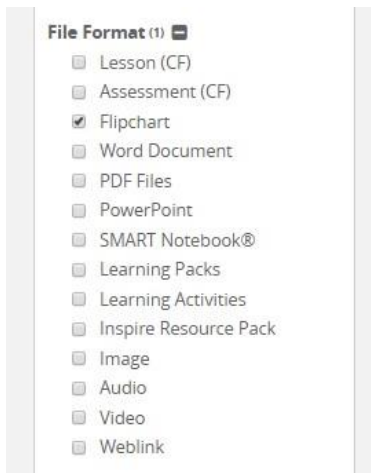 File Format (1)
Lesson (CF)
Assessment (CF)
Flipchart
Word Document
PDF Files
PowerPoint
SMART Notebook®
Learning Packs
Learning Activities
Inspire Resource Pack
Image
Audio
Video
Weblink